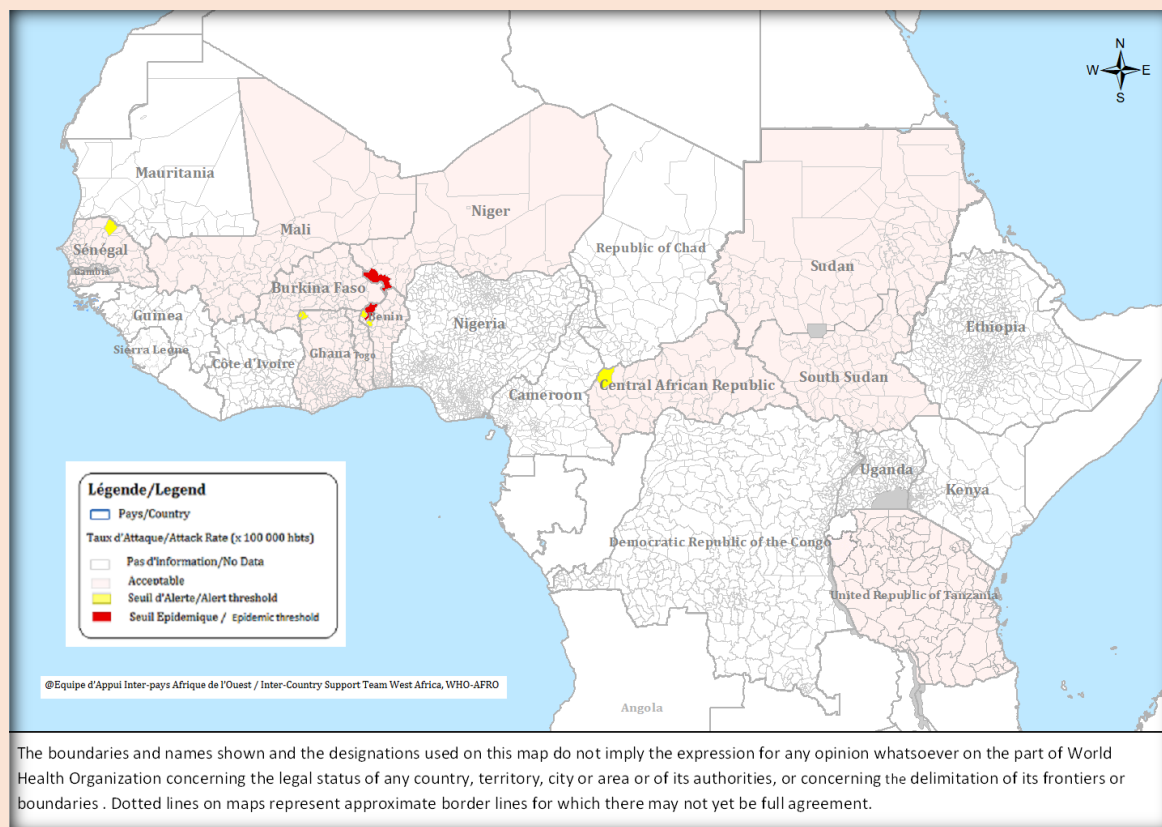 N
W E
S
Mauritania
Mali
Niger
Sénégal
Gambia
Republic of Chad
Sudan
Burkina Faso
Guinea
Benin
Nigeria
Ethiopia
Sierra Leone
Côte d'Ivoire
Ghana
Togo
Cameroon
Central African Republic
South Sudan
Uganda
Kenya
Democratic Republic of the Congo
United Republic of Tanzania
Angola
Légende/Legend
Pays/Country
Taux d'Attaque/Attack Rate (x 100 000 hbts)
Pas d'information/No Data
Acceptable
Seuil d'Alerte/Alert threshold
Seuil Epidemique / Epidemic threshold
@Equipe d'Appui Inter-pays Afrique de l'Ouest / Inter-Country Support Team West Africa, WHO-AFRO
The boundaries and names shown and the designations used on this map do not imply the expression for any opinion whatsoever on the part of World
Health Organization concerning the legal status of any country, territory, city or area or of its authorities, or concerning the delimitation of its frontiers or
boundaries . Dotted lines on maps represent approximate border lines for which there may not yet be full agreement.